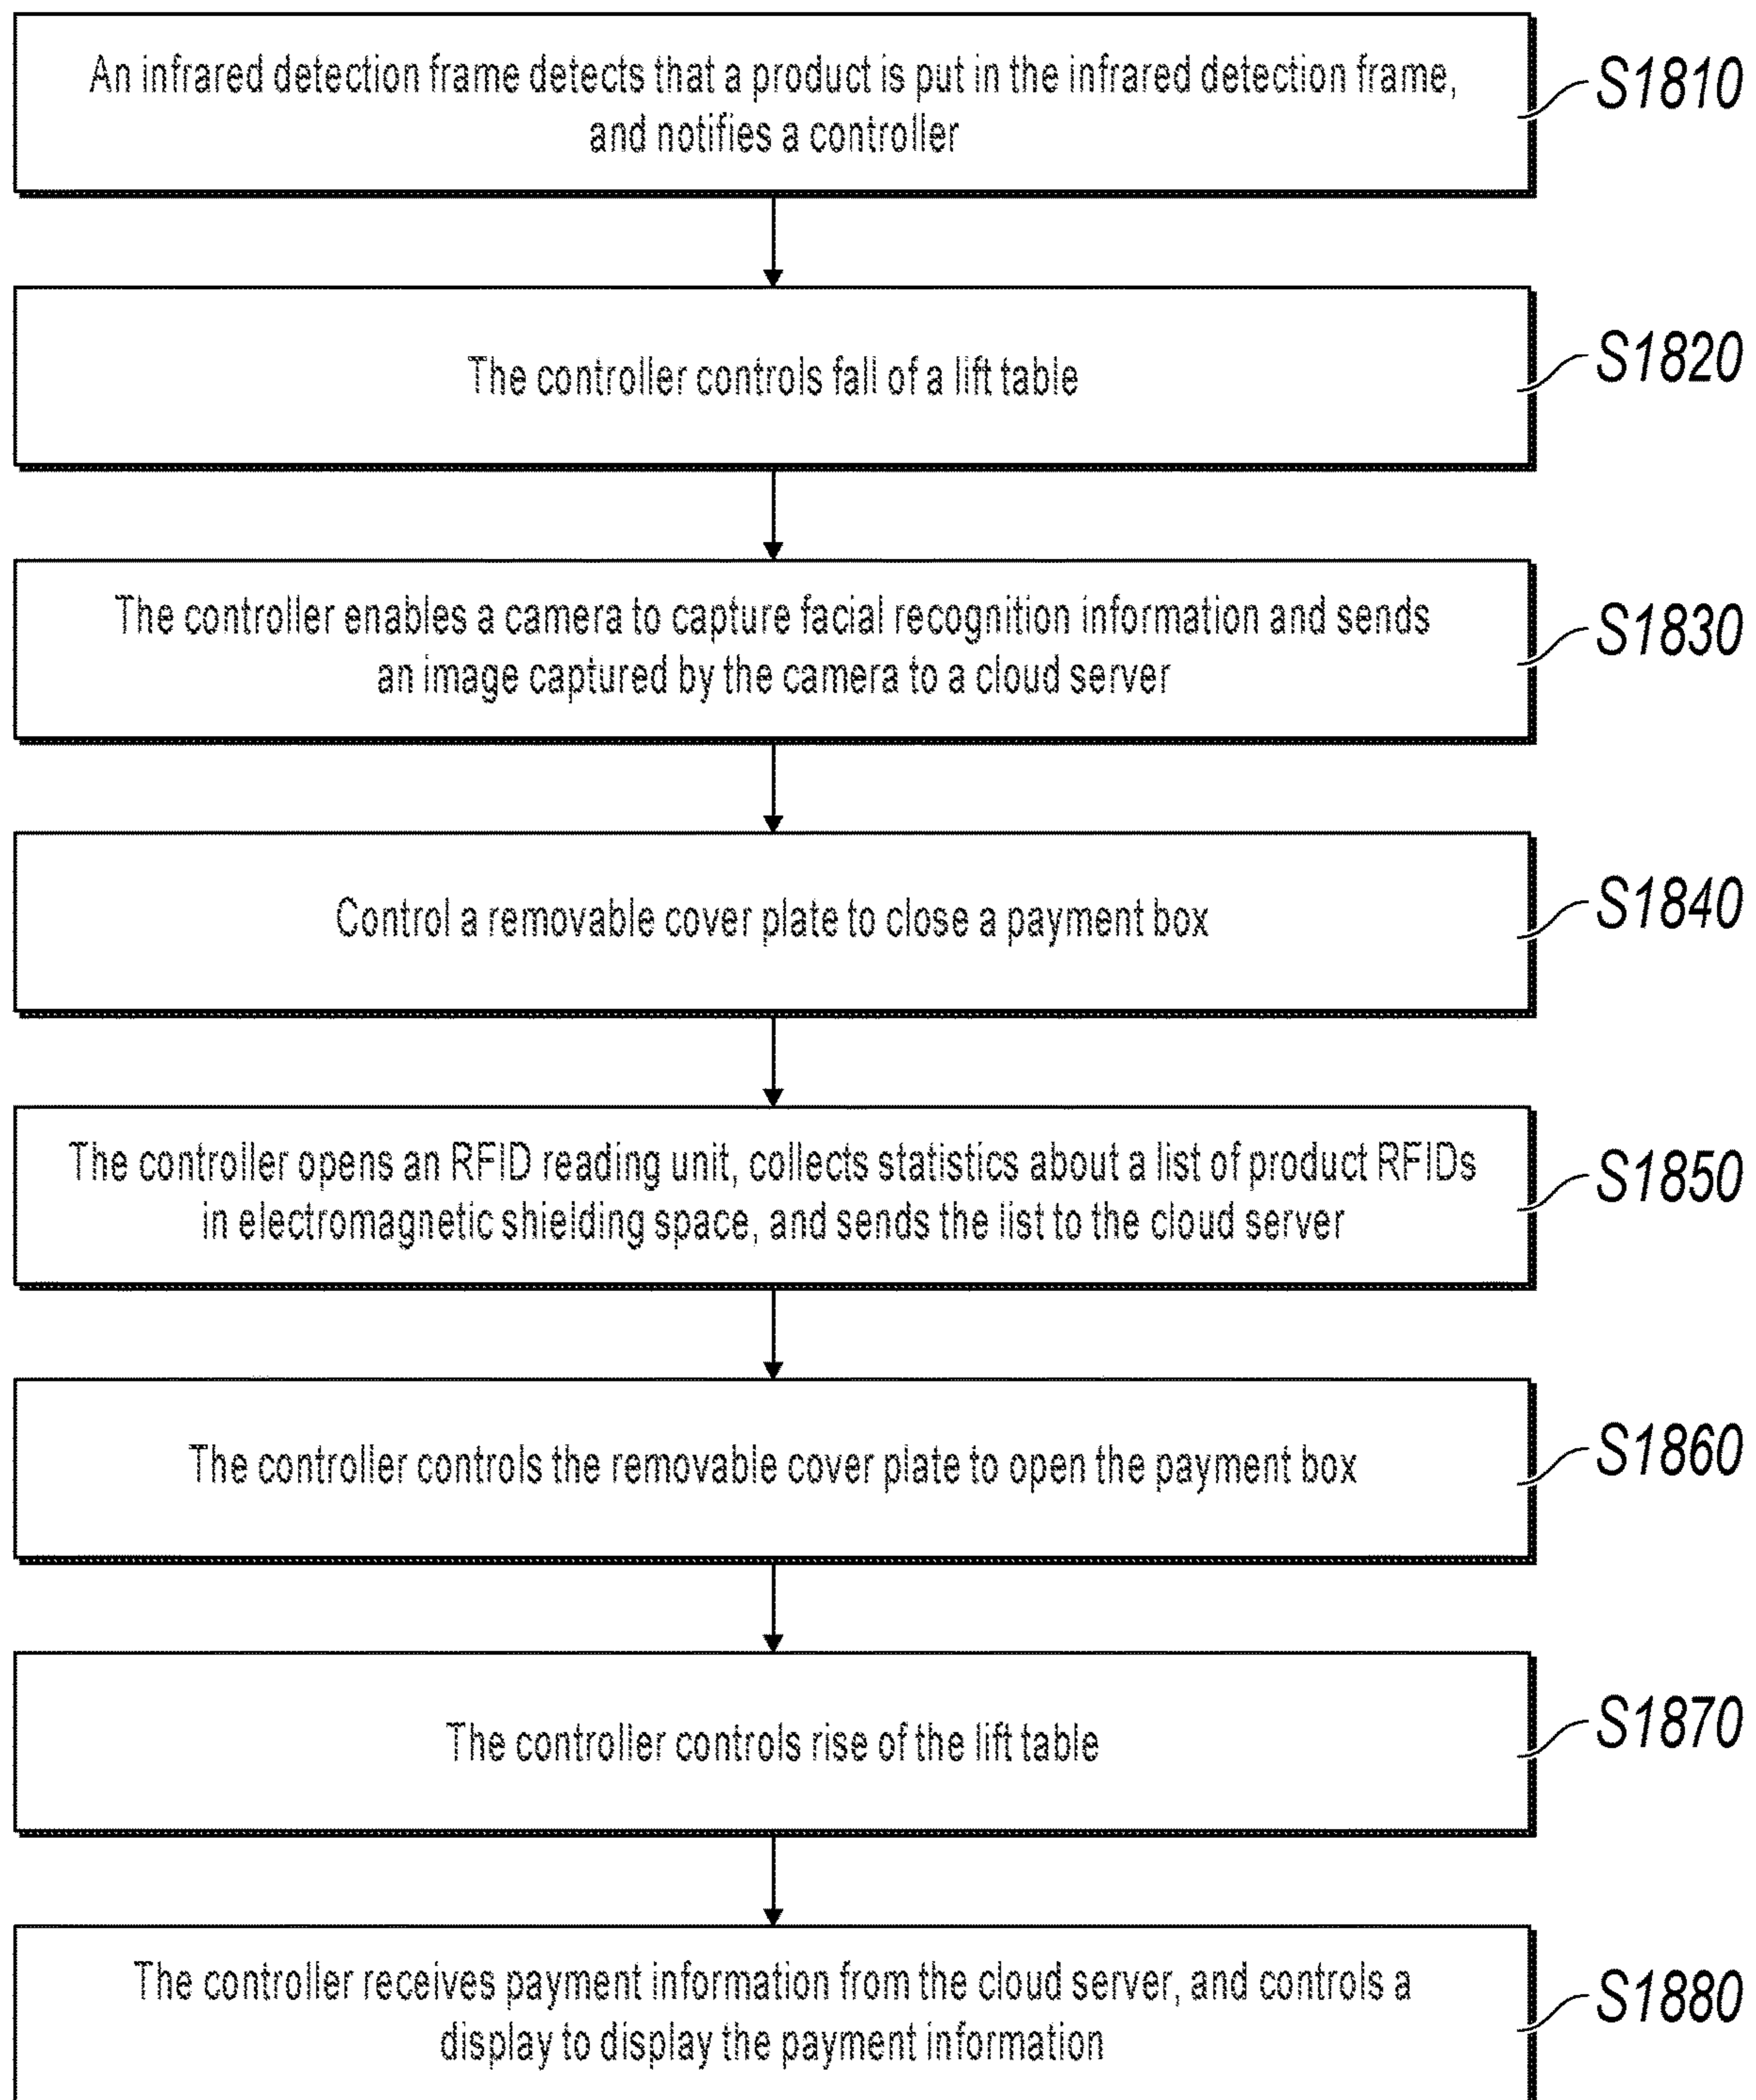 An infrared detection frame detects that a product is put in the infrared detection frame,
and notifies a controller
S1810
The controller controls fall of a lift table
S1820
The controller enables a camera to capture facial recognition information and sends
an image captured by the camera to a cloud server
S1830
Control a removable cover plate to close a payment box
S1840
The controller opens an RFID reading unit, collects statistics about a list of product RFIDs
in electromagnetic shielding space, and sends the list to the cloud server
S1850
The controller controls the removable cover plate to open the payment box
S1860
The controller controls rise of the lift table
S1870
The controller receives payment information from the cloud server, and controls a
display to display the payment information
S1880